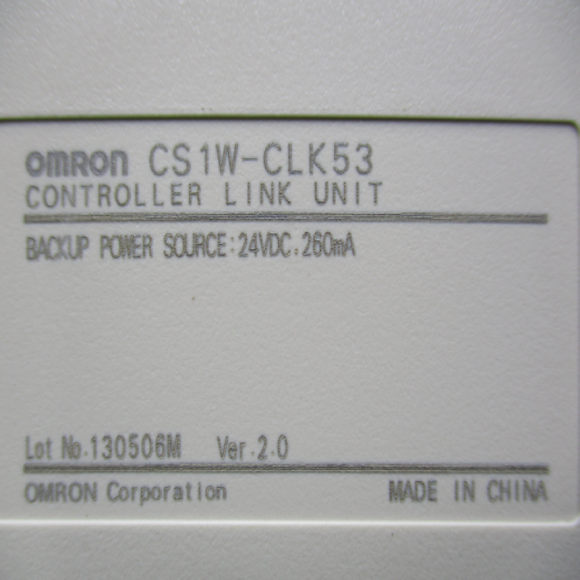 OMRON CS1W-CLK53
CONTROLLER LINK UNIT
BACKUP POWER SOURCE:24VDC.260mA
Lot No.130506M Ver.2.0
OMRON Corporation MADE IN CHINA